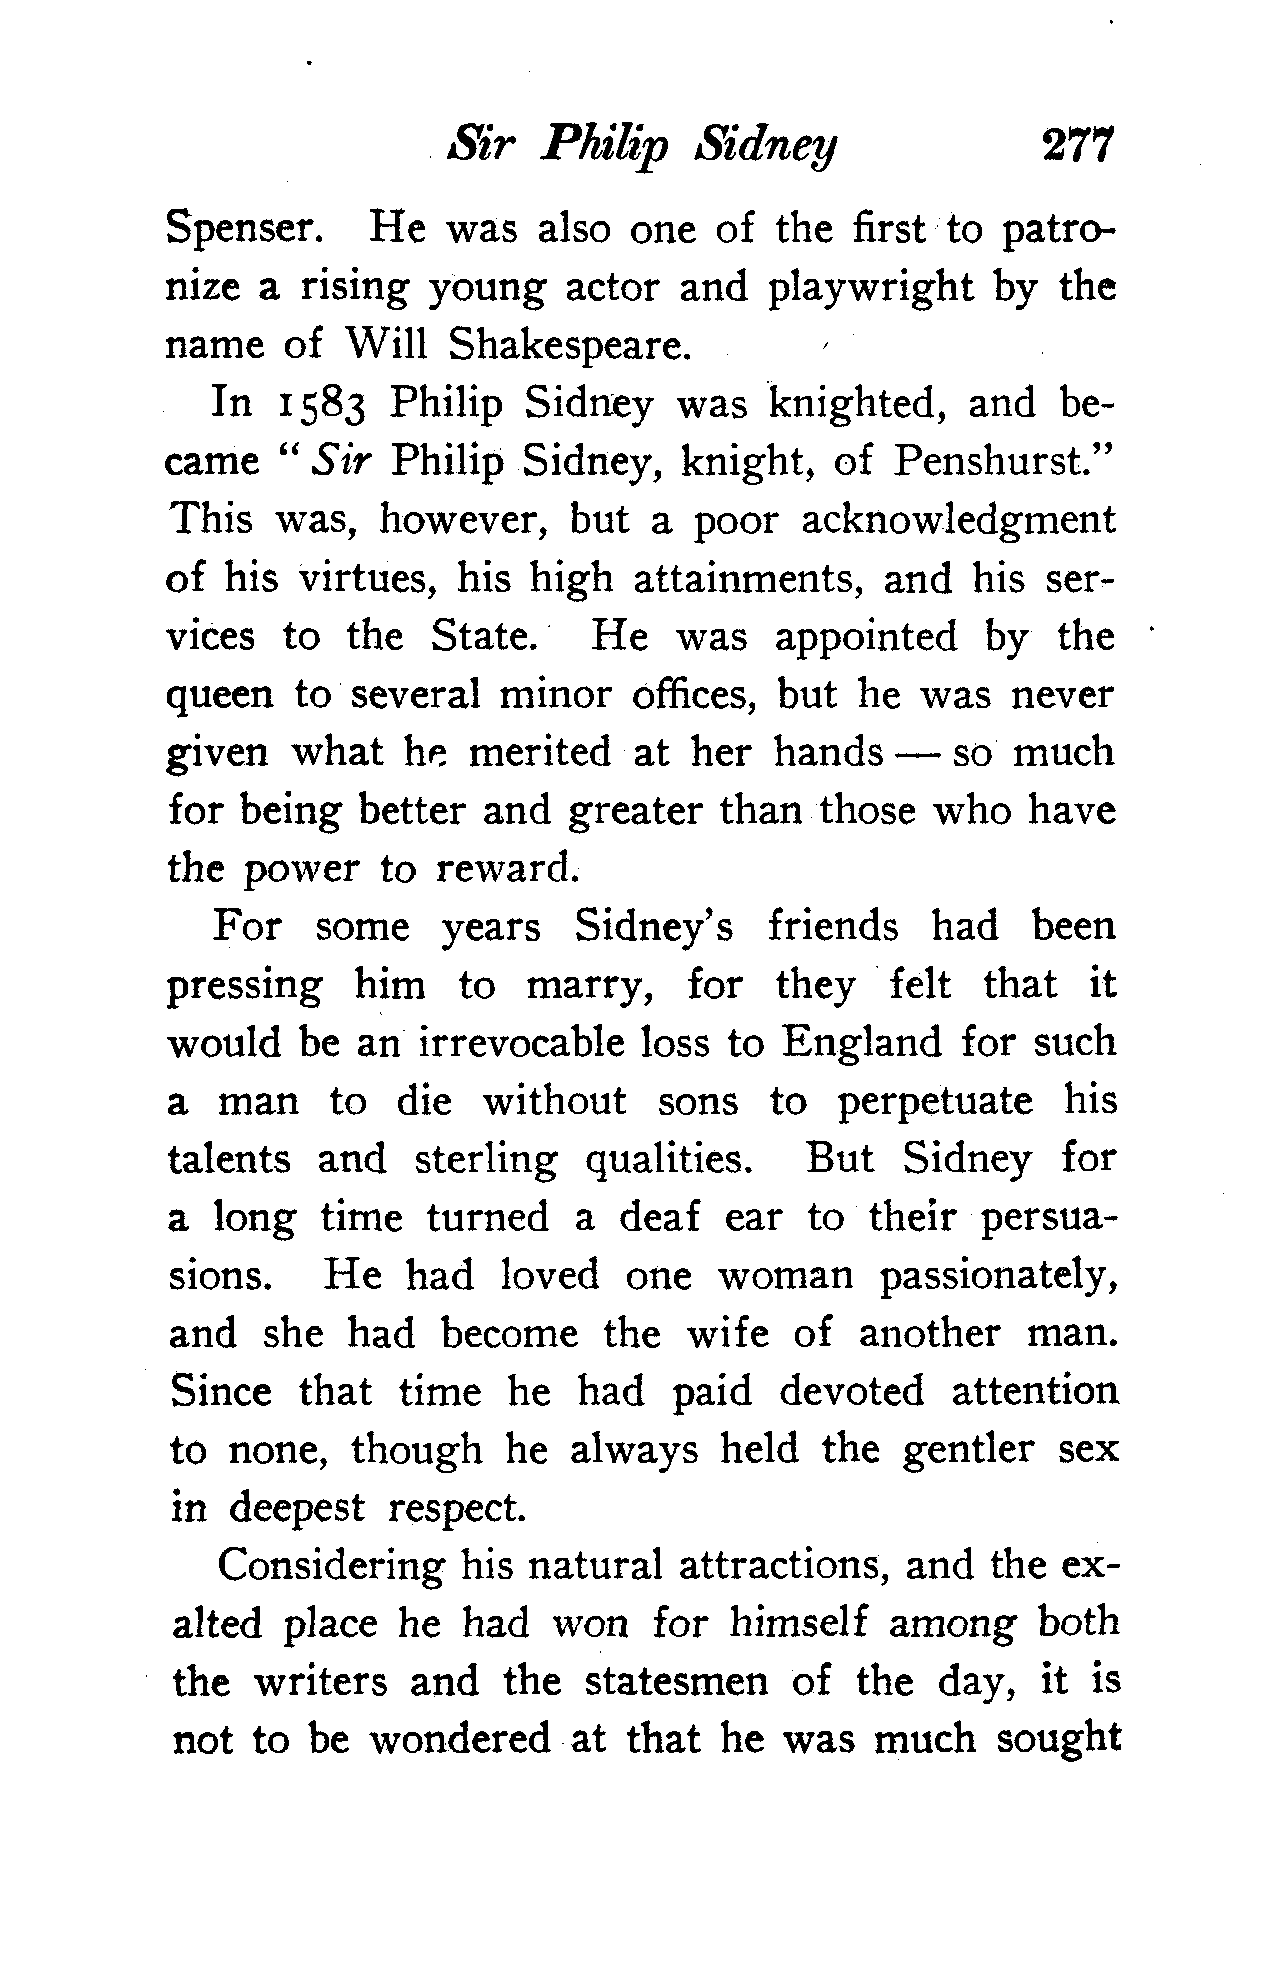 Sir Philip Sidney 277
Spenser. He was also one of the first to patro-
nize a rising young actor and playwright by the
name of Will Shakespeare.
In 1583 Philip Sidney was knighted, and be-
came “ Sir Philip Sidney, knight, of Penshurst.”
This was, however, but a poor acknowledgment
of his virtues, his high attainments, and his ser-
vices to the State. He was appointed by the
queen to several minor offices, but he was never
given what he merited at her hands — so much
for being better and greater than those who have
the power to reward.
For some years Sidney’s friends had been
pressing him to marry, for they felt that it
would be an irrevocable loss to England for such
a man to die without sons to perpetuate his
talents and sterling qualities. But Sidney for
a long time turned a deaf ear to their persua-
sions. He had loved one woman passionately,
and she had become the wife of another man.
Since that time he had paid devoted attention
to none, though he always held the gentler sex
in deepest respect.
Considering his natural attractions, and the ex-
alted place he had won for himself among both
the writers and the statesmen of the day, it is
not to be wondered at that he was much sought